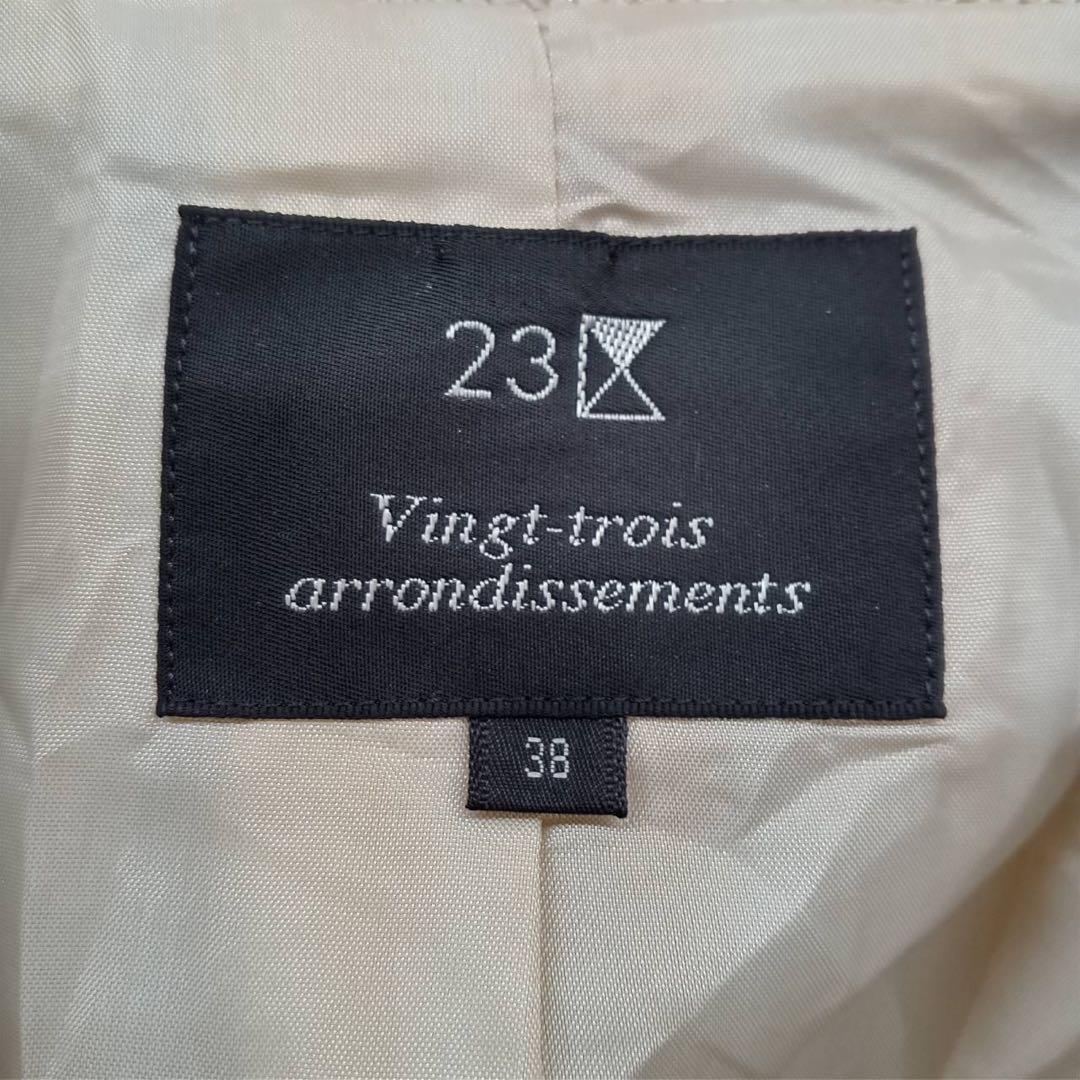 23
Vingt-trois
arrondissements
38